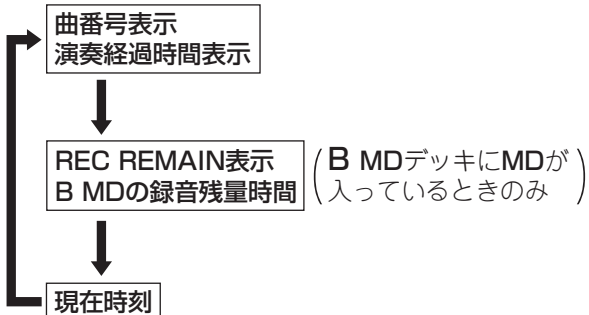 曲番号表示
演奏経過時間表示
REC REMAIN表示
B MDの録音残量時間
(B MDデッキにMDが
入っているときのみ)
現在時刻